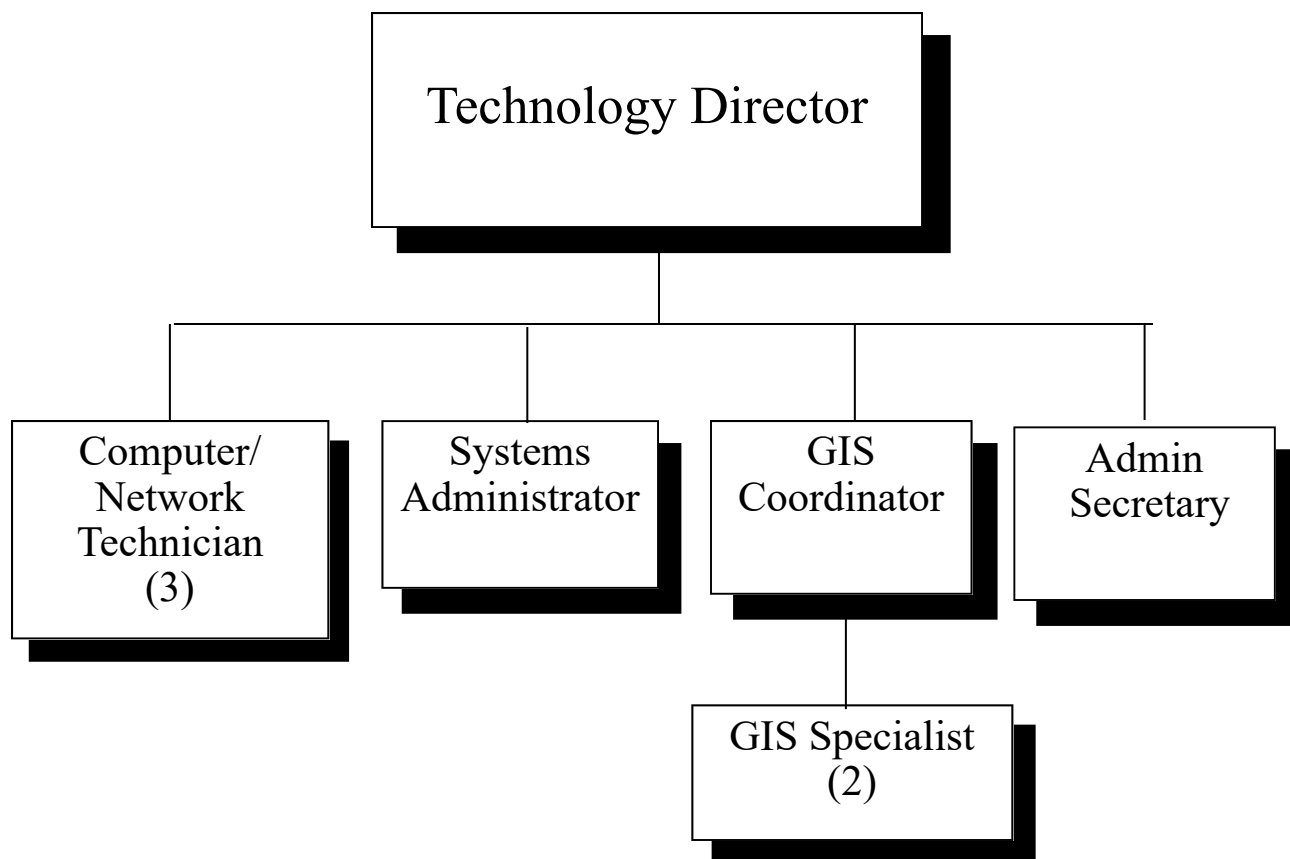 Technology Director
Computer/
Network
Technician
(3)
Systems
Administrator
GIS
Coordinator
Admin
Secretary
GIS Specialist
(2)